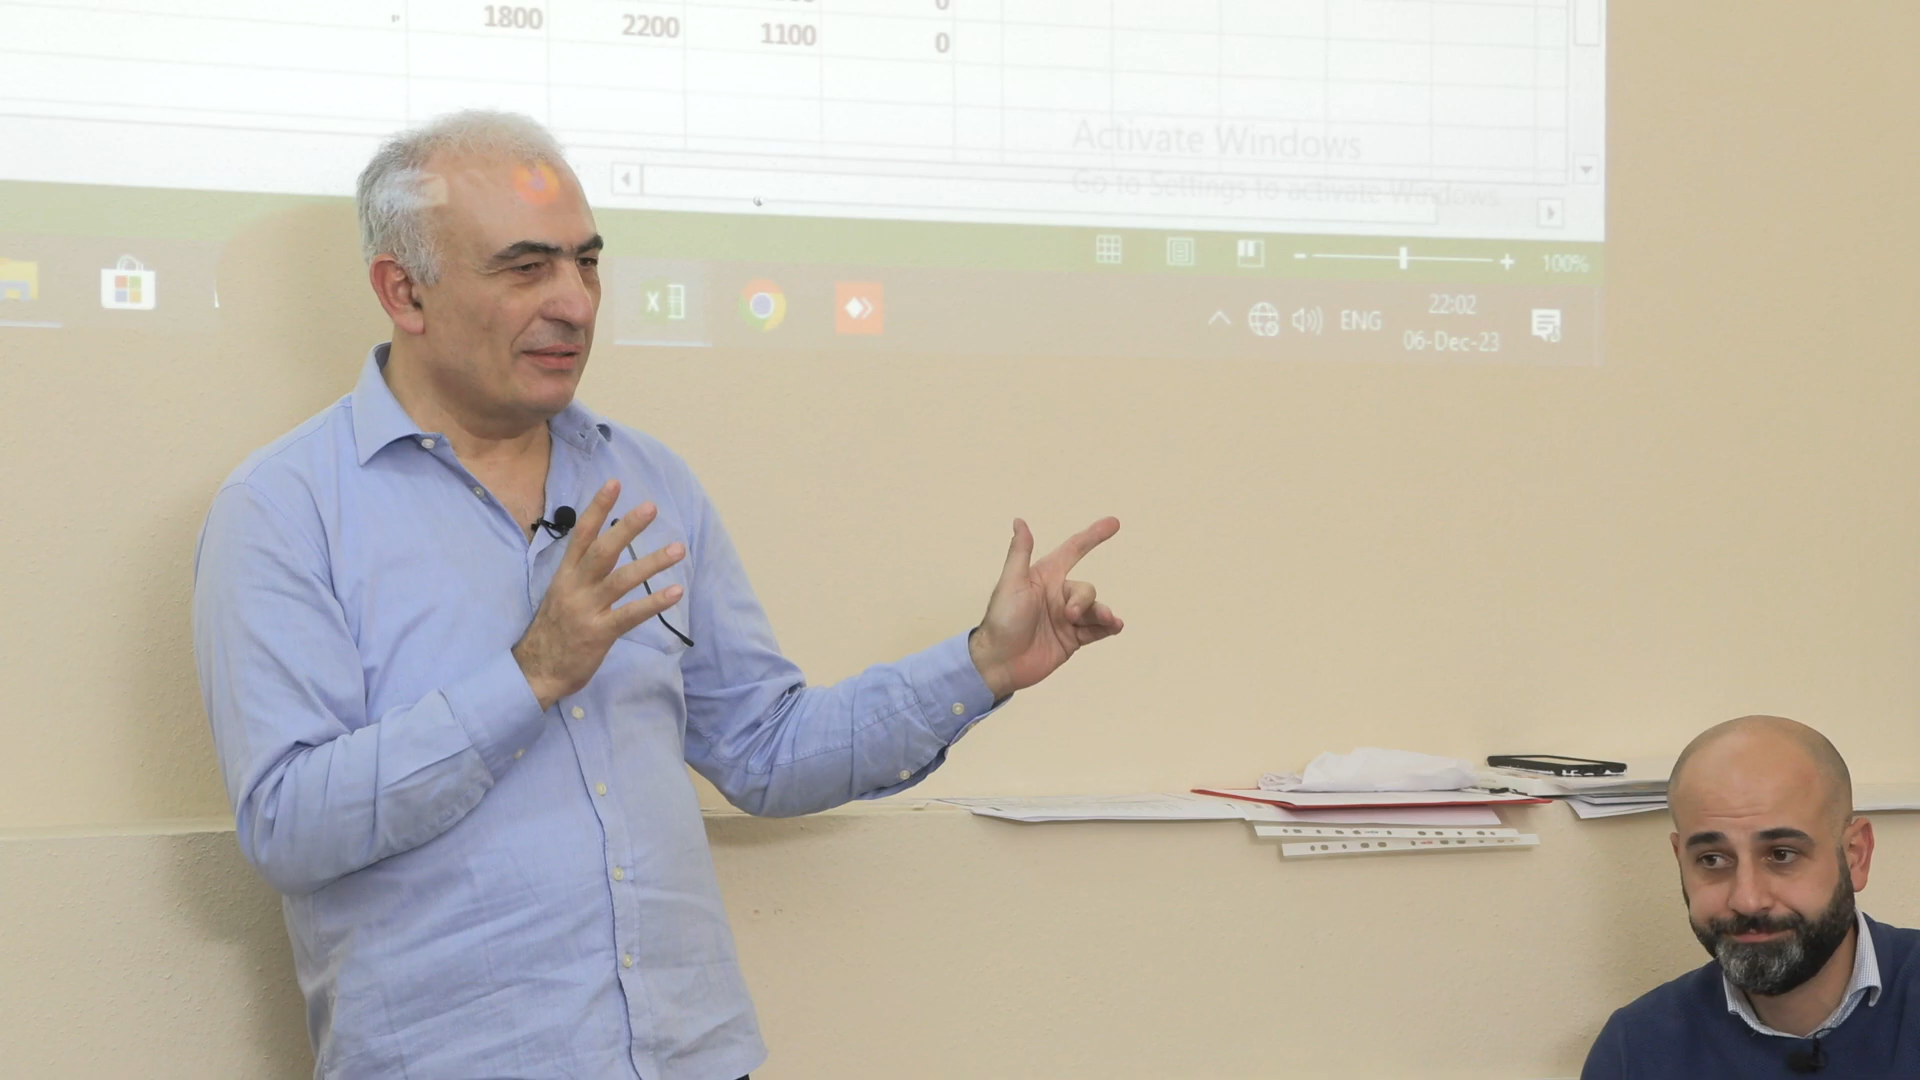 0
1800 2200 1100 0
Activate Windows
Go to Settings to activate Windows.
100%
22:02
ENG
06-Dec-23